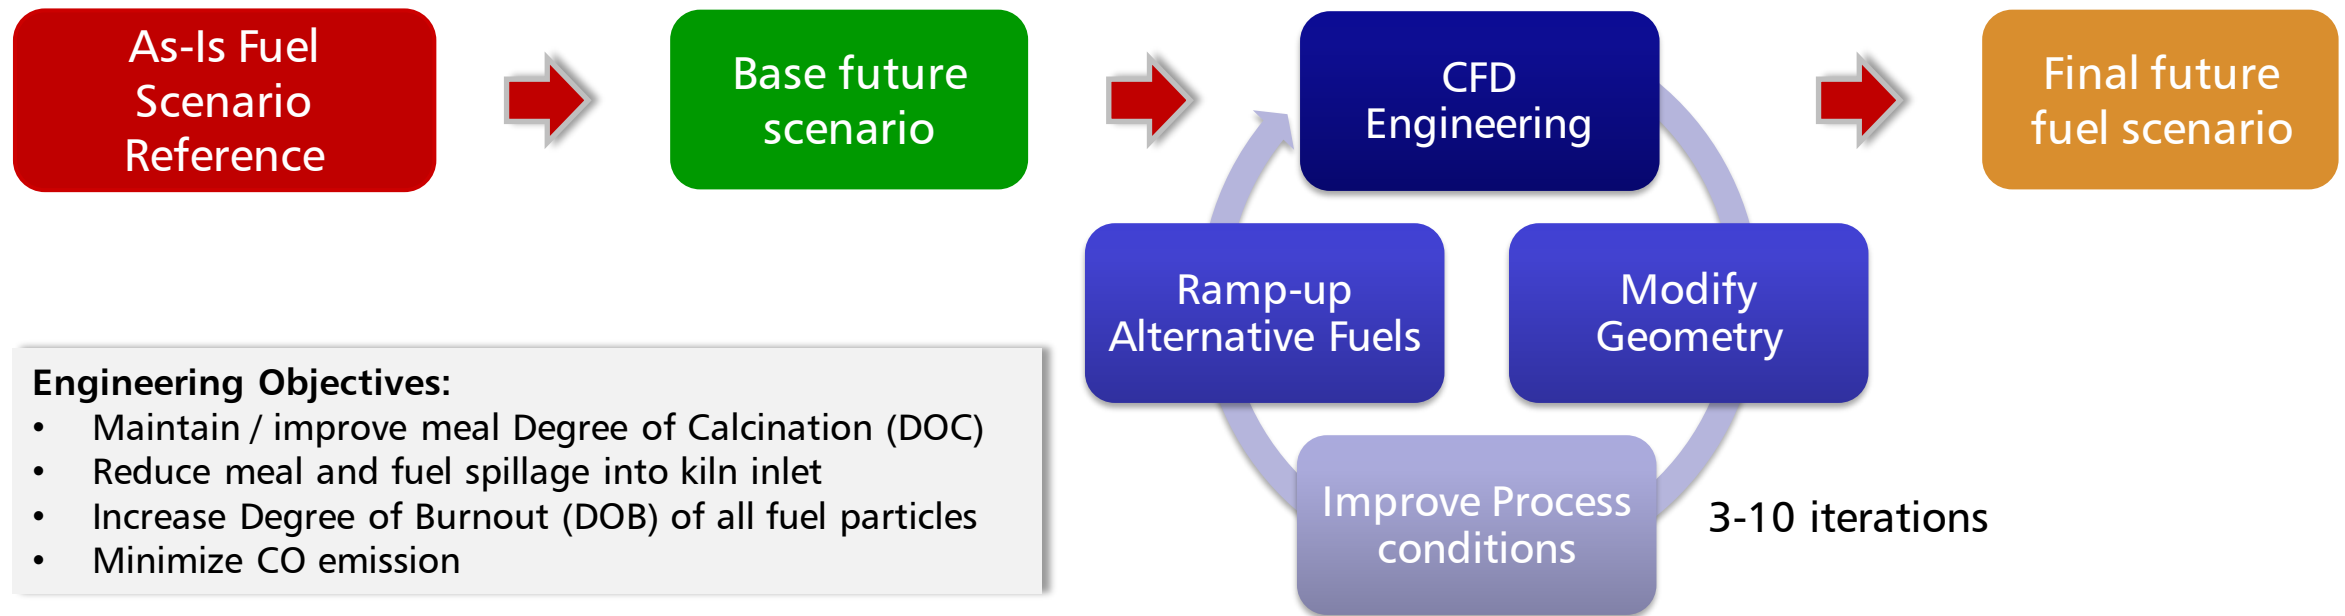 As-Is Fuel
Scenario
Reference
Base future
scenario
CFD
Engineering
Final future
fuel scenario
Ramp-up
Alternative Fuels
Modify
Geometry
Improve Process
conditions
3-10 iterations
Engineering Objectives:
• Maintain / improve meal Degree of Calcination (DOC)
• Reduce meal and fuel spillage into kiln inlet
• Increase Degree of Burnout (DOB) of all fuel particles
• Minimize CO emission